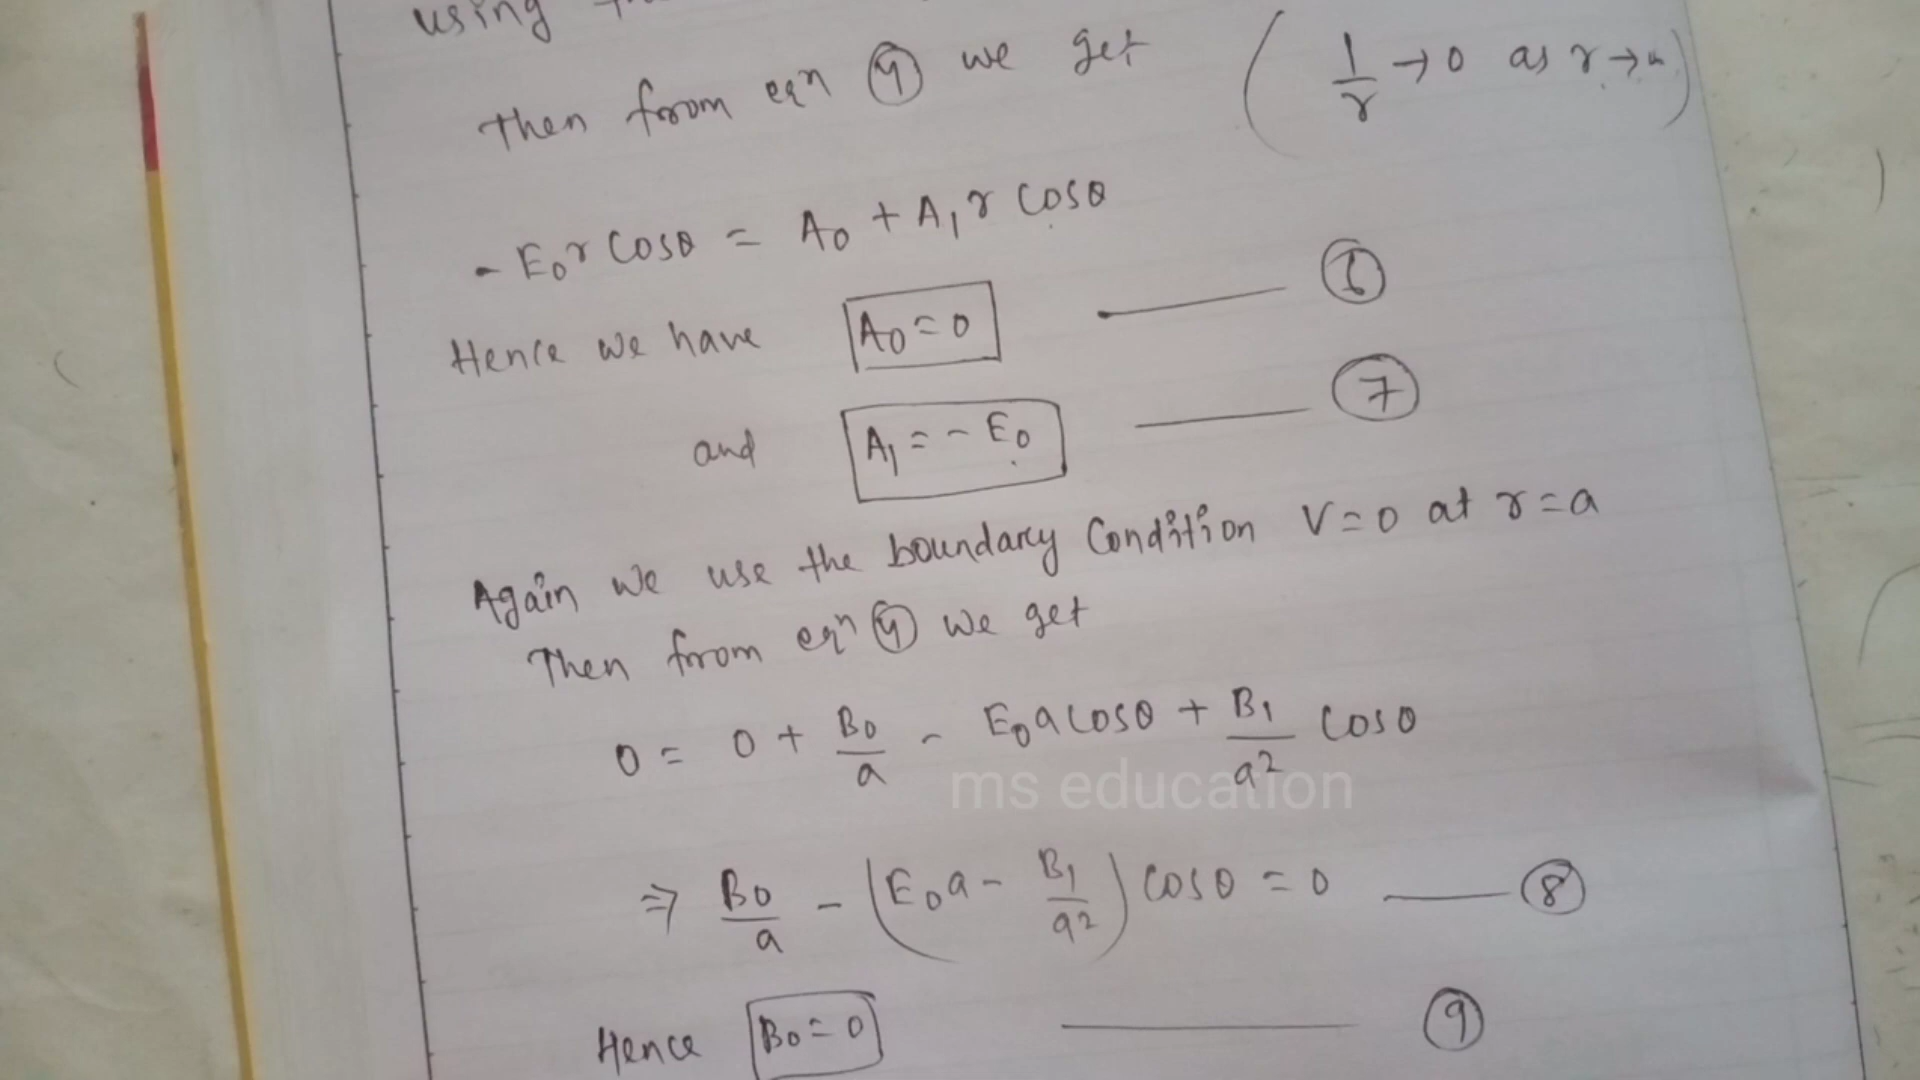 using
Then from eqn ④ we get ( 1/r → 0 as r → )
- E₀r Cosθ = A₀ + A₁ r Cosθ
Hence we have A₀ = 0 —— ⑥
and A₁ = - E₀ —— ⑦
Again we use the boundary Condition V=0 at r=a
Then from eqn ④ we get
0 = 0 + B₀/a - E₀a cosθ + B₁/a² cosθ
ms education
⇒ B₀/a - (E₀a - B₁/a²) cosθ = 0 —— ⑧
Hence B₀ = 0 —— ⑨